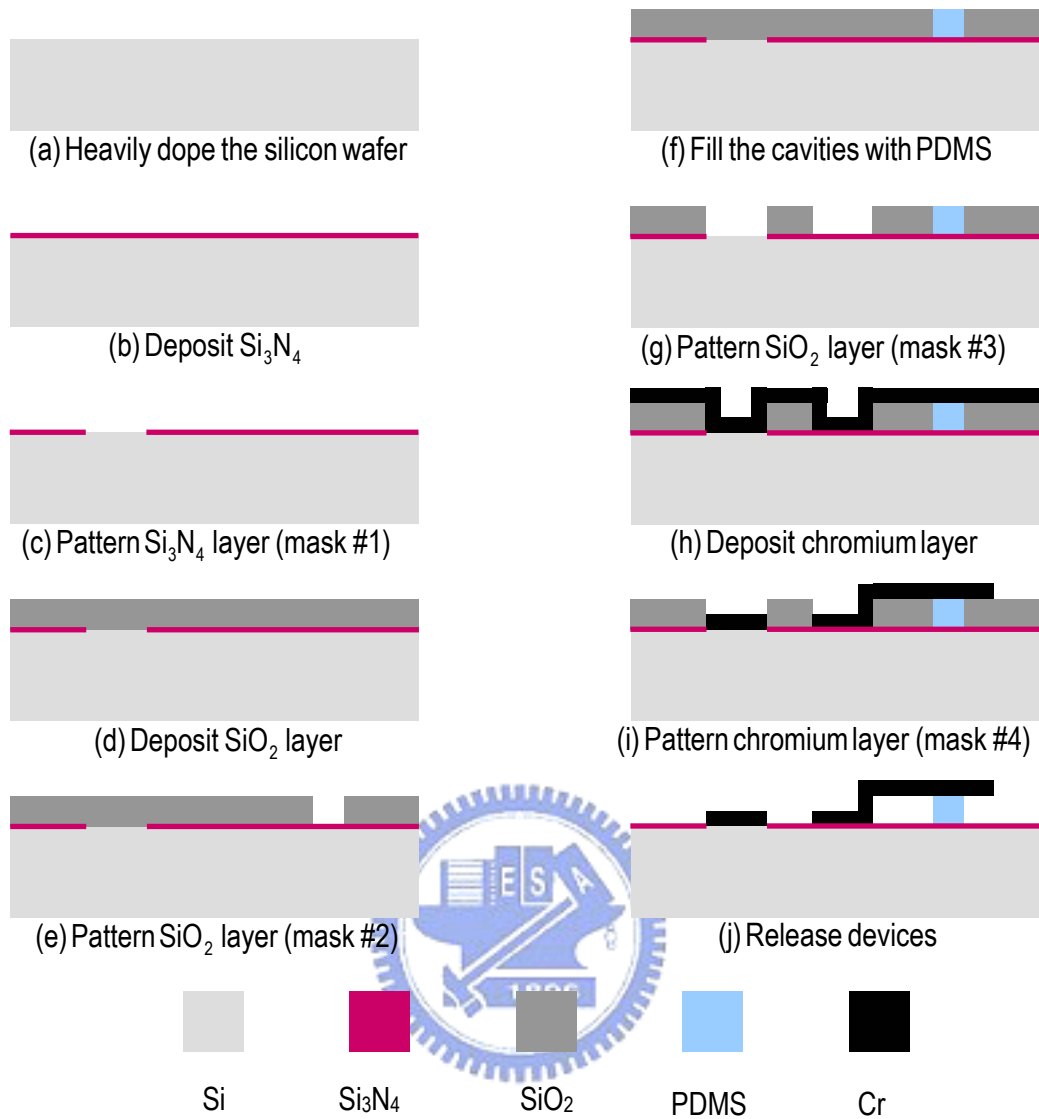 (a) Heavily dope the silicon wafer
(b) Deposit Si₃N₄
(c) Pattern Si₃N₄ layer (mask #1)
(d) Deposit SiO₂ layer
(e) Pattern SiO₂ layer (mask #2)
(f) Fill the cavities with PDMS
(g) Pattern SiO₂ layer (mask #3)
(h) Deposit chromium layer
(i) Pattern chromium layer (mask #4)
(j) Release devices
E S A
1896
Si
Si₃N₄
SiO₂
PDMS
Cr